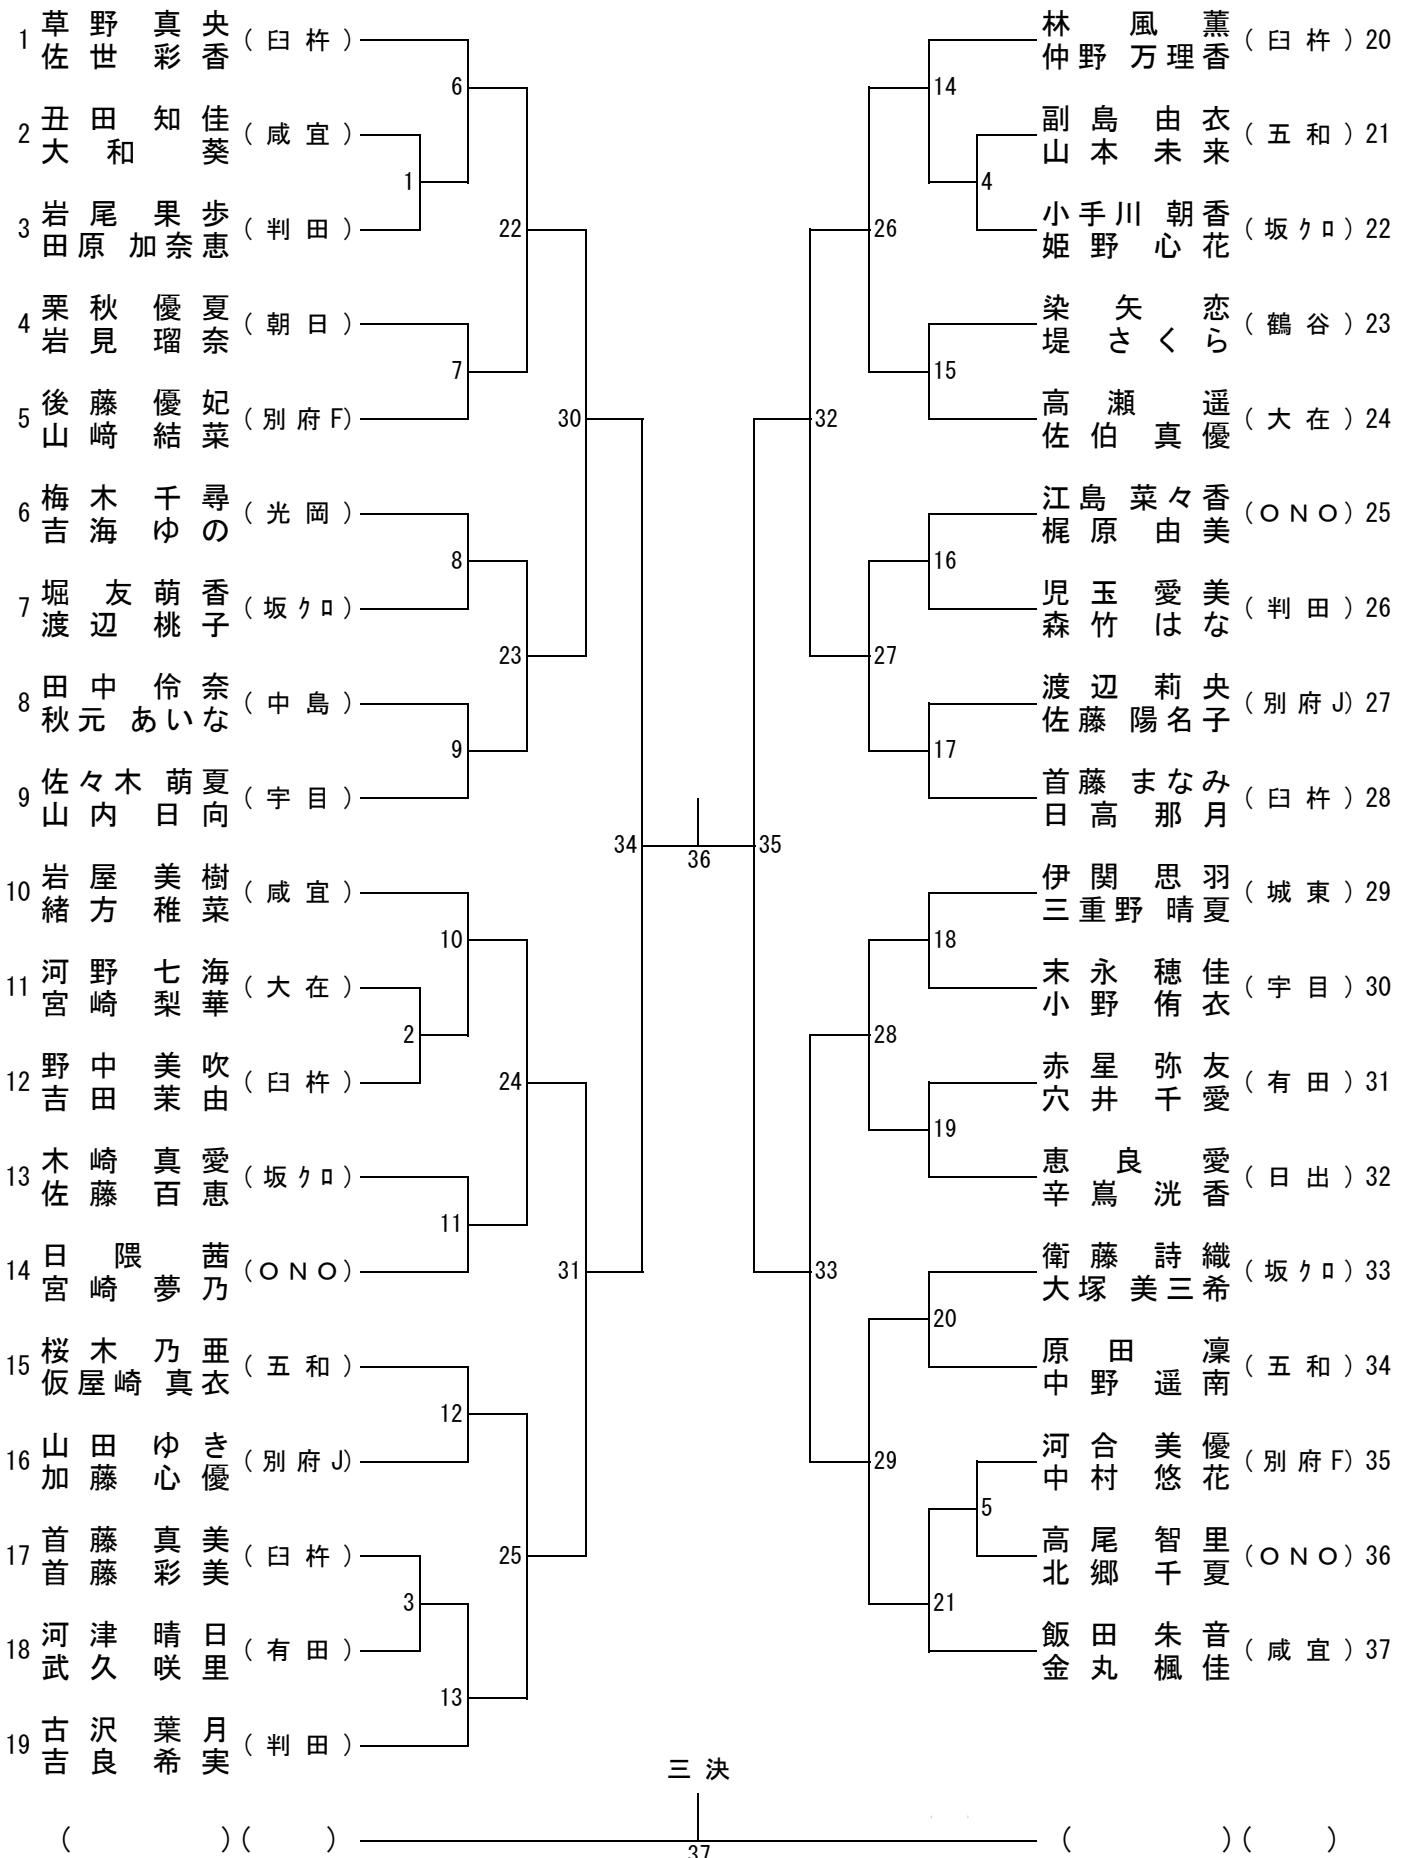 1 草野 真央 佐世 彩香 (臼杵)
2 丑田 知佳 大和 葵 (咸宜)
3 岩尾 果歩 田原 加奈恵 (判田)
4 栗秋 優夏 岩見 瑠奈 (朝日)
5 後藤 優妃 山﨑 結菜 (別府F)
6 梅木 千尋 吉海 ゆの (光岡)
7 堀 友萌香 渡辺 桃子 (坂ｸﾛ)
8 田中 伶奈 秋元 あいな (中島)
9 佐々木 萌夏 山内 日向 (宇目)
10 岩屋 美樹 緒方 稚菜 (咸宜)
11 河野 七海 宮崎 梨華 (大在)
12 野中 美吹 吉田 茉由 (臼杵)
13 木崎 真愛 佐藤 百恵 (坂ｸﾛ)
14 日隈 茜 宮崎 夢乃 (ＯＮＯ)
15 桜木 乃亜 仮屋崎 真衣 (五和)
16 山田 ゆき 加藤 心優 (別府J)
17 首藤 真美 首藤 彩美 (臼杵)
18 河津 晴日 武久 咲里 (有田)
19 古沢 葉月 吉良 希実 (判田)
6
1
22
7
30
8
23
9
34
10
2
24
11
31
12
25
3
13
36
林 風薫 仲野 万理香 (臼杵) 20
副島 由衣 山本 未来 (五和) 21
小手川 朝香 姫野 心花 (坂ｸﾛ) 22
染矢 恋 堤 さくら (鶴谷) 23
高瀬 遥 佐伯 真優 (大在) 24
江島 菜々香 梶原 由美 (ＯＮＯ) 25
児玉 愛美 森竹 はな (判田) 26
渡辺 莉央 佐藤 陽名子 (別府J) 27
首藤 まなみ 日高 那月 (臼杵) 28
伊関 思羽 三重野 晴夏 (城東) 29
末永 穂佳 小野 侑衣 (宇目) 30
赤星 弥友 穴井 千愛 (有田) 31
恵良 愛 辛嶌 洸香 (日出) 32
衛藤 詩織 大塚 美三希 (坂ｸﾛ) 33
原田 凜 中野 遥南 (五和) 34
河合 美優 中村 悠花 (別府F) 35
高尾 智里 北郷 千夏 (ＯＮＯ) 36
飯田 朱音 金丸 楓佳 (咸宜) 37
14
4
26
15
32
16
27
17
35
18
28
19
33
20
29
5
21
三決
( )( ) ( )( )
37